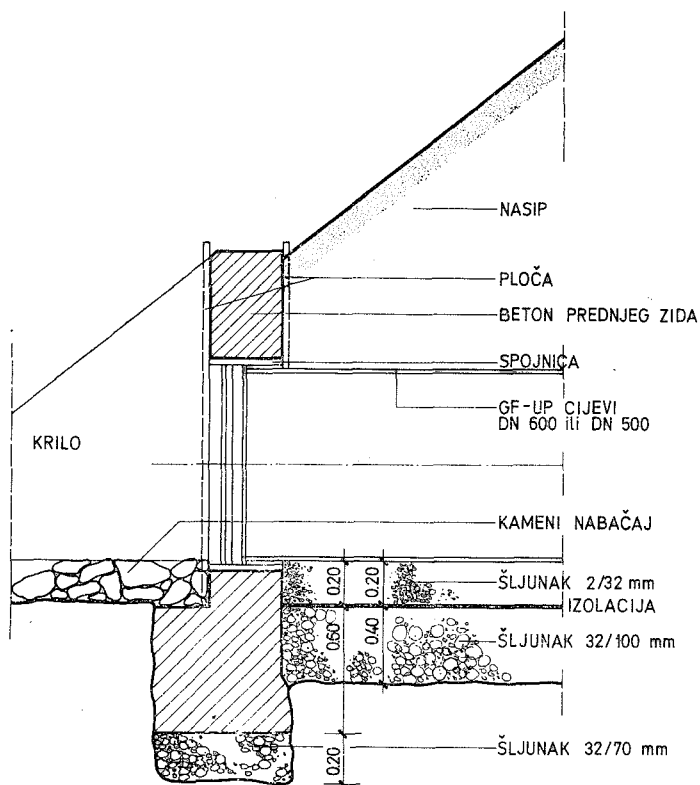 NASIP
PLOČA
BETON PREDNJEG ZIDA
SPOJNICA
GF-UP CIJEVI
DN 600 ili DN 500
KRILO
KAMENI NABAČAJ
0.20
0.20
ŠLJUNAK 2/32 mm
IZOLACIJA
0.60
0.40
ŠLJUNAK 32/100 mm
ŠLJUNAK 32/70 mm
0.20